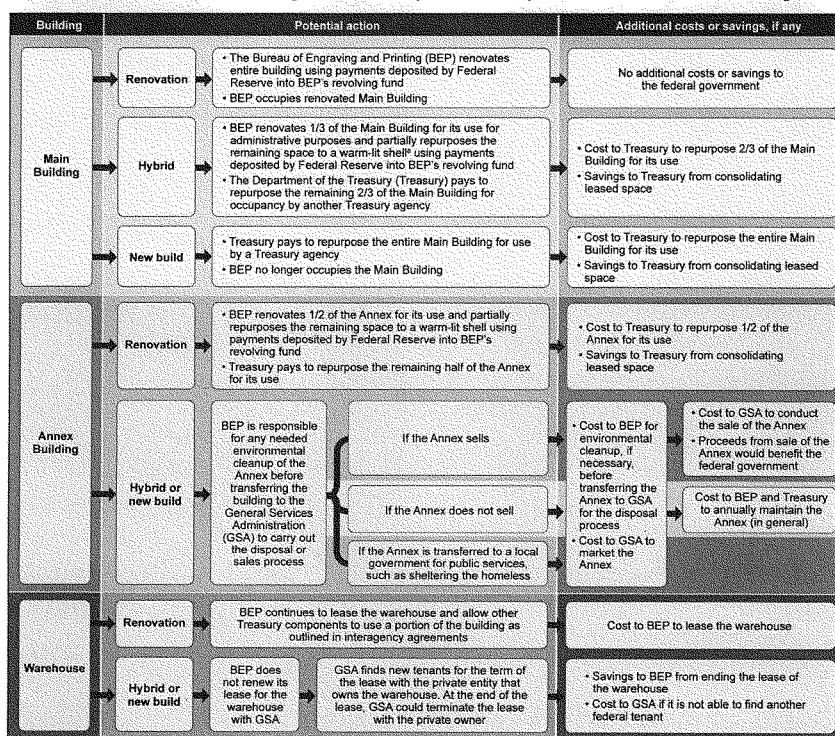 Building
Potential action
Additional costs or savings, if any
Main
Building
Renovation
• The Bureau of Engraving and Printing (BEP) renovates
entire building using payments deposited by Federal
Reserve into BEP's revolving fund
• BEP occupies renovated Main Building
No additional costs or savings to
the federal government
Hybrid
• BEP renovates 1/3 of the Main Building for its use for
administrative purposes and partially repurposes the
remaining space to a warm-lit shellª using payments
deposited by Federal Reserve into BEP's revolving fund
• The Department of the Treasury (Treasury) pays to
repurpose the remaining 2/3 of the Main Building for
occupancy by another Treasury agency
• Cost to Treasury to repurpose 2/3 of the Main
Building for its use
• Savings to Treasury from consolidating
leased space
New build
• Treasury pays to repurpose the entire Main Building for use
by a Treasury agency
• BEP no longer occupies the Main Building
• Cost to Treasury to repurpose the entire Main
Building for its use
• Savings to Treasury from consolidating leased
space
Annex
Building
Renovation
• BEP renovates 1/2 of the Annex for its use and partially
repurposes the remaining space to a warm-lit shell using
payments deposited by Federal Reserve into BEP's
revolving fund
• Treasury pays to repurpose the remaining half of the Annex
for its use
• Cost to Treasury to repurpose 1/2 of the
Annex for its use
• Savings to Treasury from consolidating
leased space
Hybrid or
new build
BEP is responsible
for any needed
environmental
cleanup of the
Annex before
transferring the
building to the
General Services
Administration
(GSA) to carry out
the disposal or
sales process
If the Annex sells
If the Annex does not sell
If the Annex is transferred to a local
government for public services,
such as sheltering the homeless
• Cost to BEP for
environmental
cleanup, if
necessary,
before
transferring the
Annex to GSA
for the disposal
process
• Cost to GSA to
market the
Annex
• Cost to GSA to conduct
the sale of the Annex
• Proceeds from sale of the
Annex would benefit the
federal government
Cost to BEP and Treasury
to annually maintain the
Annex (in general)
Warehouse
Renovation
BEP continues to lease the warehouse and allow other
Treasury components to use a portion of the building as
outlined in interagency agreements
Cost to BEP to lease the warehouse
Hybrid or
new build
BEP does
not renew its
lease for the
warehouse
with GSA
GSA finds new tenants for the term of
the lease with the private entity that
owns the warehouse. At the end of the
lease, GSA could terminate the lease
with the private owner
• Savings to BEP from ending the lease of
the warehouse
• Cost to GSA if it is not able to find another
federal tenant